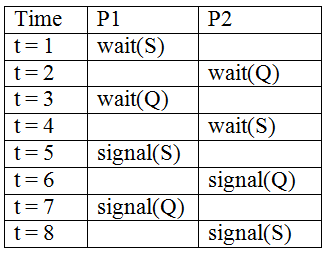 Time P1 P2
t = 1 wait(S)
t = 2 wait(Q)
t = 3 wait(Q)
t = 4 wait(S)
t = 5 signal(S)
t = 6 signal(Q)
t = 7 signal(Q)
t = 8 signal(S)